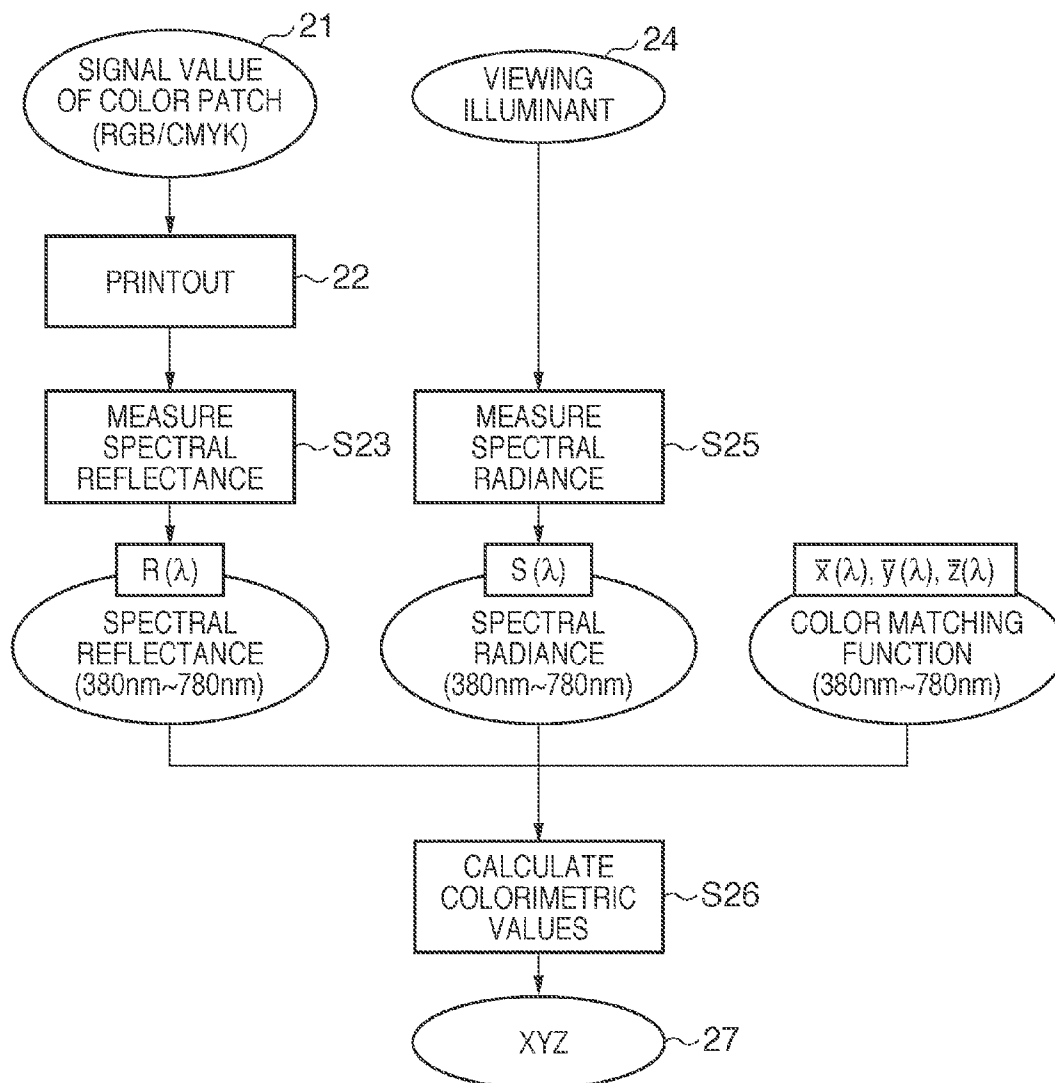 21
SIGNAL VALUE
OF COLOR PATCH
(RGB/CMYK)
24
VIEWING
ILLUMINANT
PRINTOUT
22
MEASURE
SPECTRAL
REFLECTANCE
S23
MEASURE
SPECTRAL
RADIANCE
S25
R(λ)
SPECTRAL
REFLECTANCE
(380nm~780nm)
S(λ)
SPECTRAL
RADIANCE
(380nm~780nm)
x̄(λ), ȳ(λ), z̄(λ)
COLOR MATCHING
FUNCTION
(380nm~780nm)
CALCULATE
COLORIMETRIC
VALUES
S26
XYZ
27